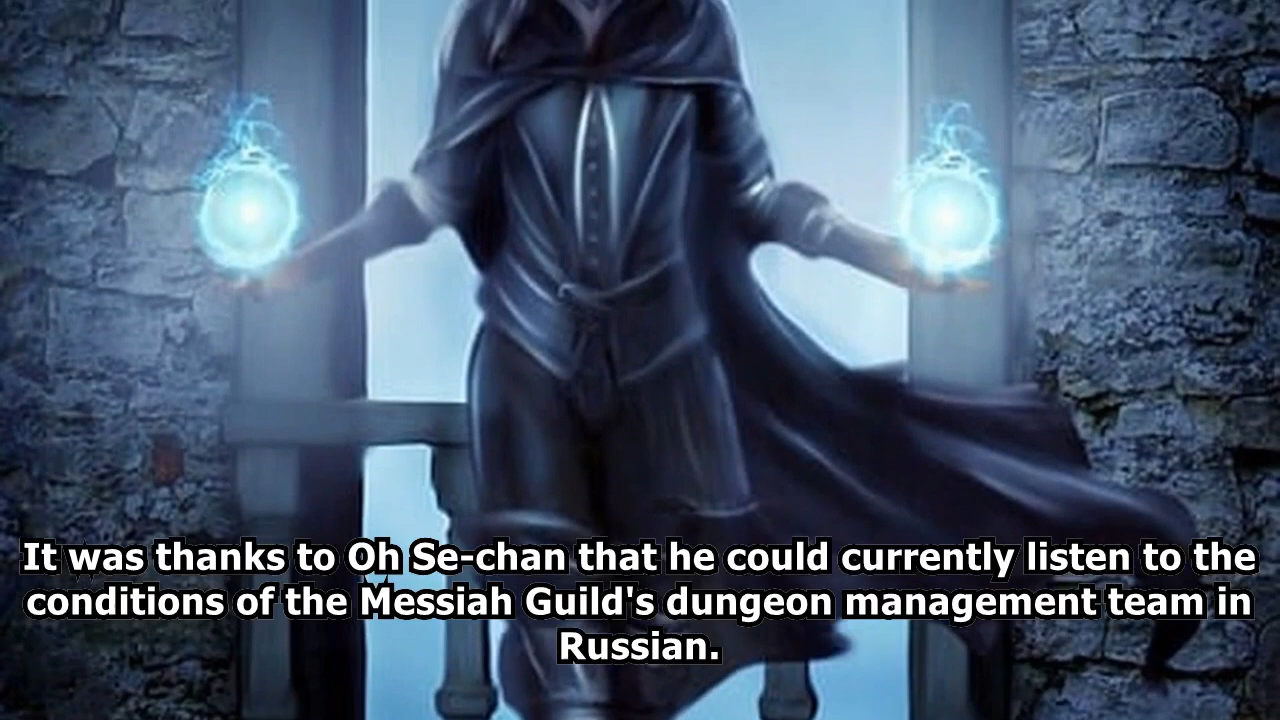 It was thanks to Oh Se-chan that he could currently listen to the
conditions of the Messiah Guild's dungeon management team in
Russian.